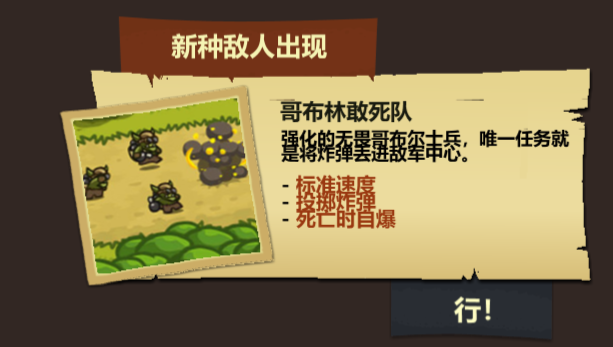 新种敌人出现
哥布林敢死队
强化的无畏哥布尔士兵，唯一任务就
是将炸弹丢进敌军中心。
- 标准速度
- 投掷炸弹
- 死亡时自爆
行！